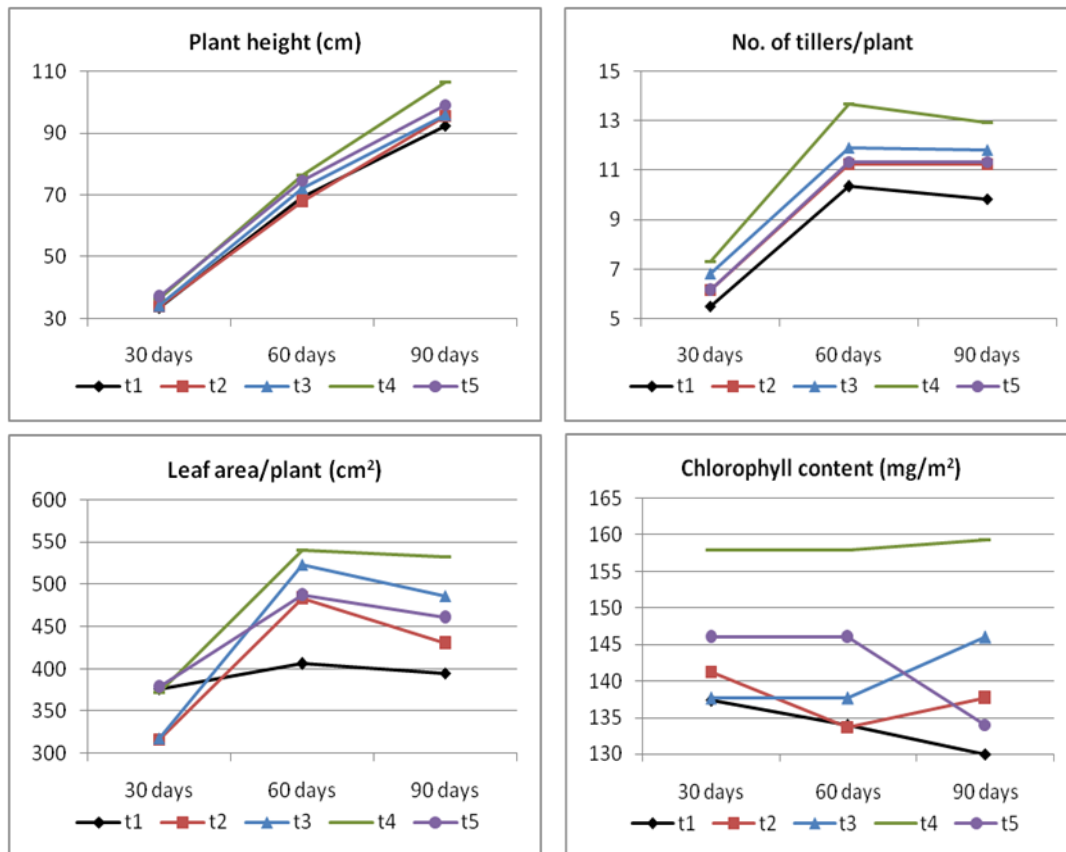 Plant height (cm)
110
90
70
50
30
30 days 60 days 90 days
t1 t2 t3 t4 t5
No. of tillers/plant
15
13
11
9
7
5
30 days 60 days 90 days
t1 t2 t3 t4 t5
Leaf area/plant (cm²)
600
550
500
450
400
350
300
30 days 60 days 90 days
t1 t2 t3 t4 t5
Chlorophyll content (mg/m²)
165
160
155
150
145
140
135
130
30 days 60 days 90 days
t1 t2 t3 t4 t5